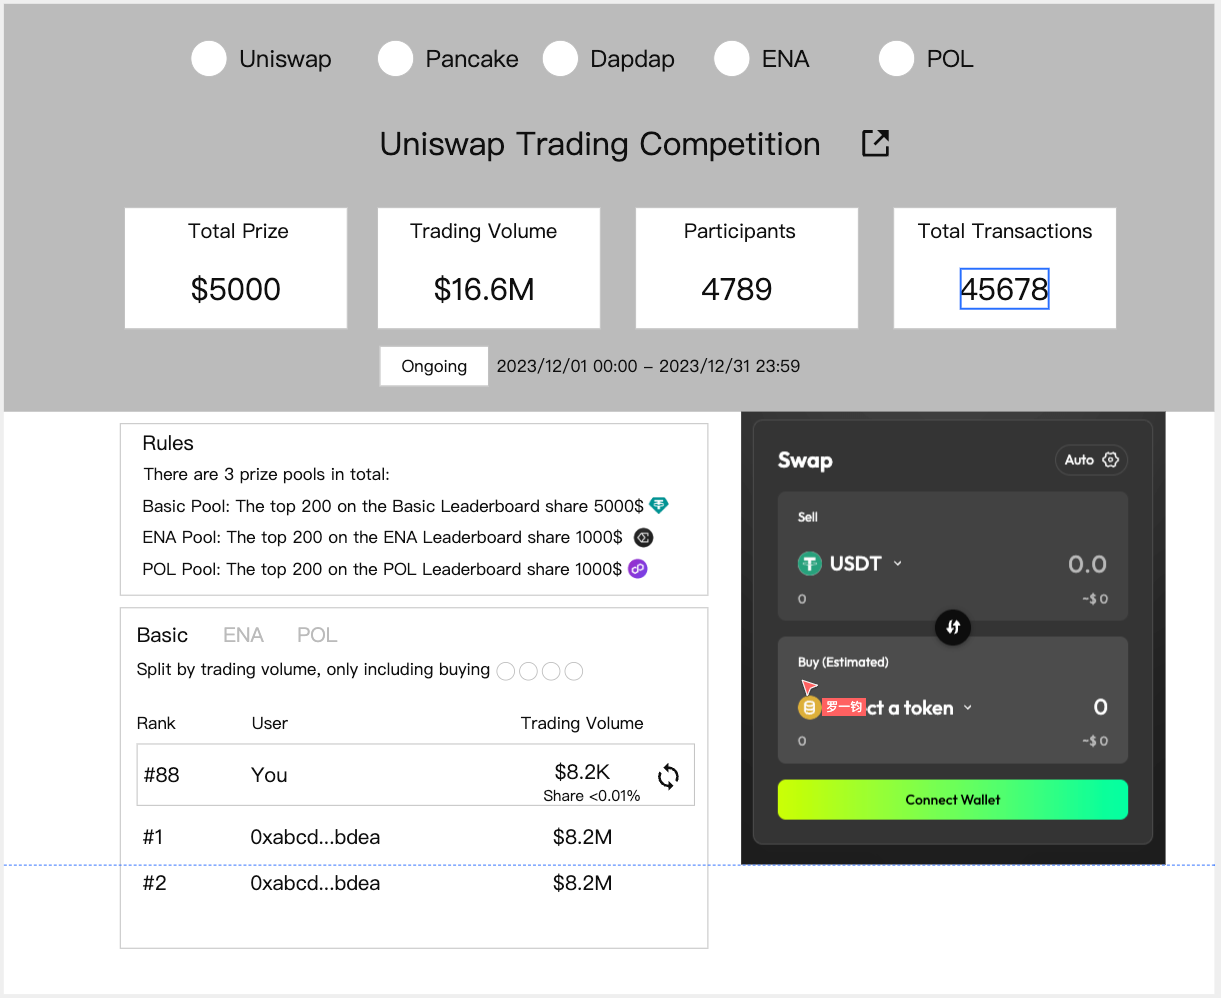 Uniswap Pancake Dapdap ENA POL
Uniswap Trading Competition
Total Prize
$5000
Trading Volume
$16.6M
Participants
4789
Total Transactions
45678
Ongoing 2023/12/01 00:00 – 2023/12/31 23:59
Rules
There are 3 prize pools in total:
Basic Pool: The top 200 on the Basic Leaderboard share 5000$
ENA Pool: The top 200 on the ENA Leaderboard share 1000$
POL Pool: The top 200 on the POL Leaderboard share 1000$
Basic ENA POL
Split by trading volume, only including buying
Rank User Trading Volume
#88 You $8.2K
Share <0.01%
#1 0xabcd...bdea $8.2M
#2 0xabcd...bdea $8.2M
Swap Auto
Sell
USDT 0.0
0 ~$ 0
Buy (Estimated)
罗一钧 ct a token 0
0 ~$ 0
Connect Wallet